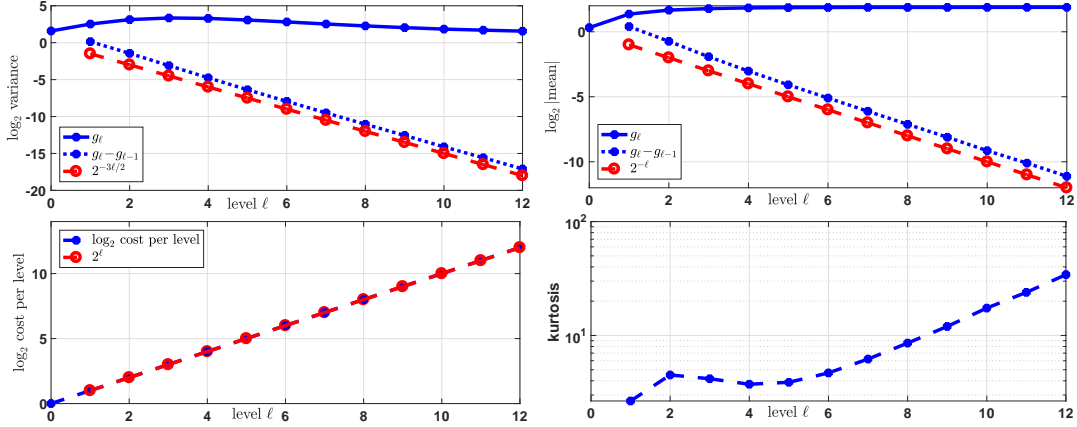 log₂ variance
5
0
-5
-10
-15
-20
gℓ
gℓ−gℓ−1
2^{-3ℓ/2}
0 2 4 6 8 10 12
level ℓ
log₂ |mean|
0
-5
-10
gℓ
gℓ−gℓ−1
2^{-ℓ}
0 2 4 6 8 10 12
level ℓ
log₂ cost per level
10
5
0
log₂ cost per level
2^ℓ
0 2 4 6 8 10 12
level ℓ
kurtosis
10²
10¹
0 2 4 6 8 10 12
level ℓ